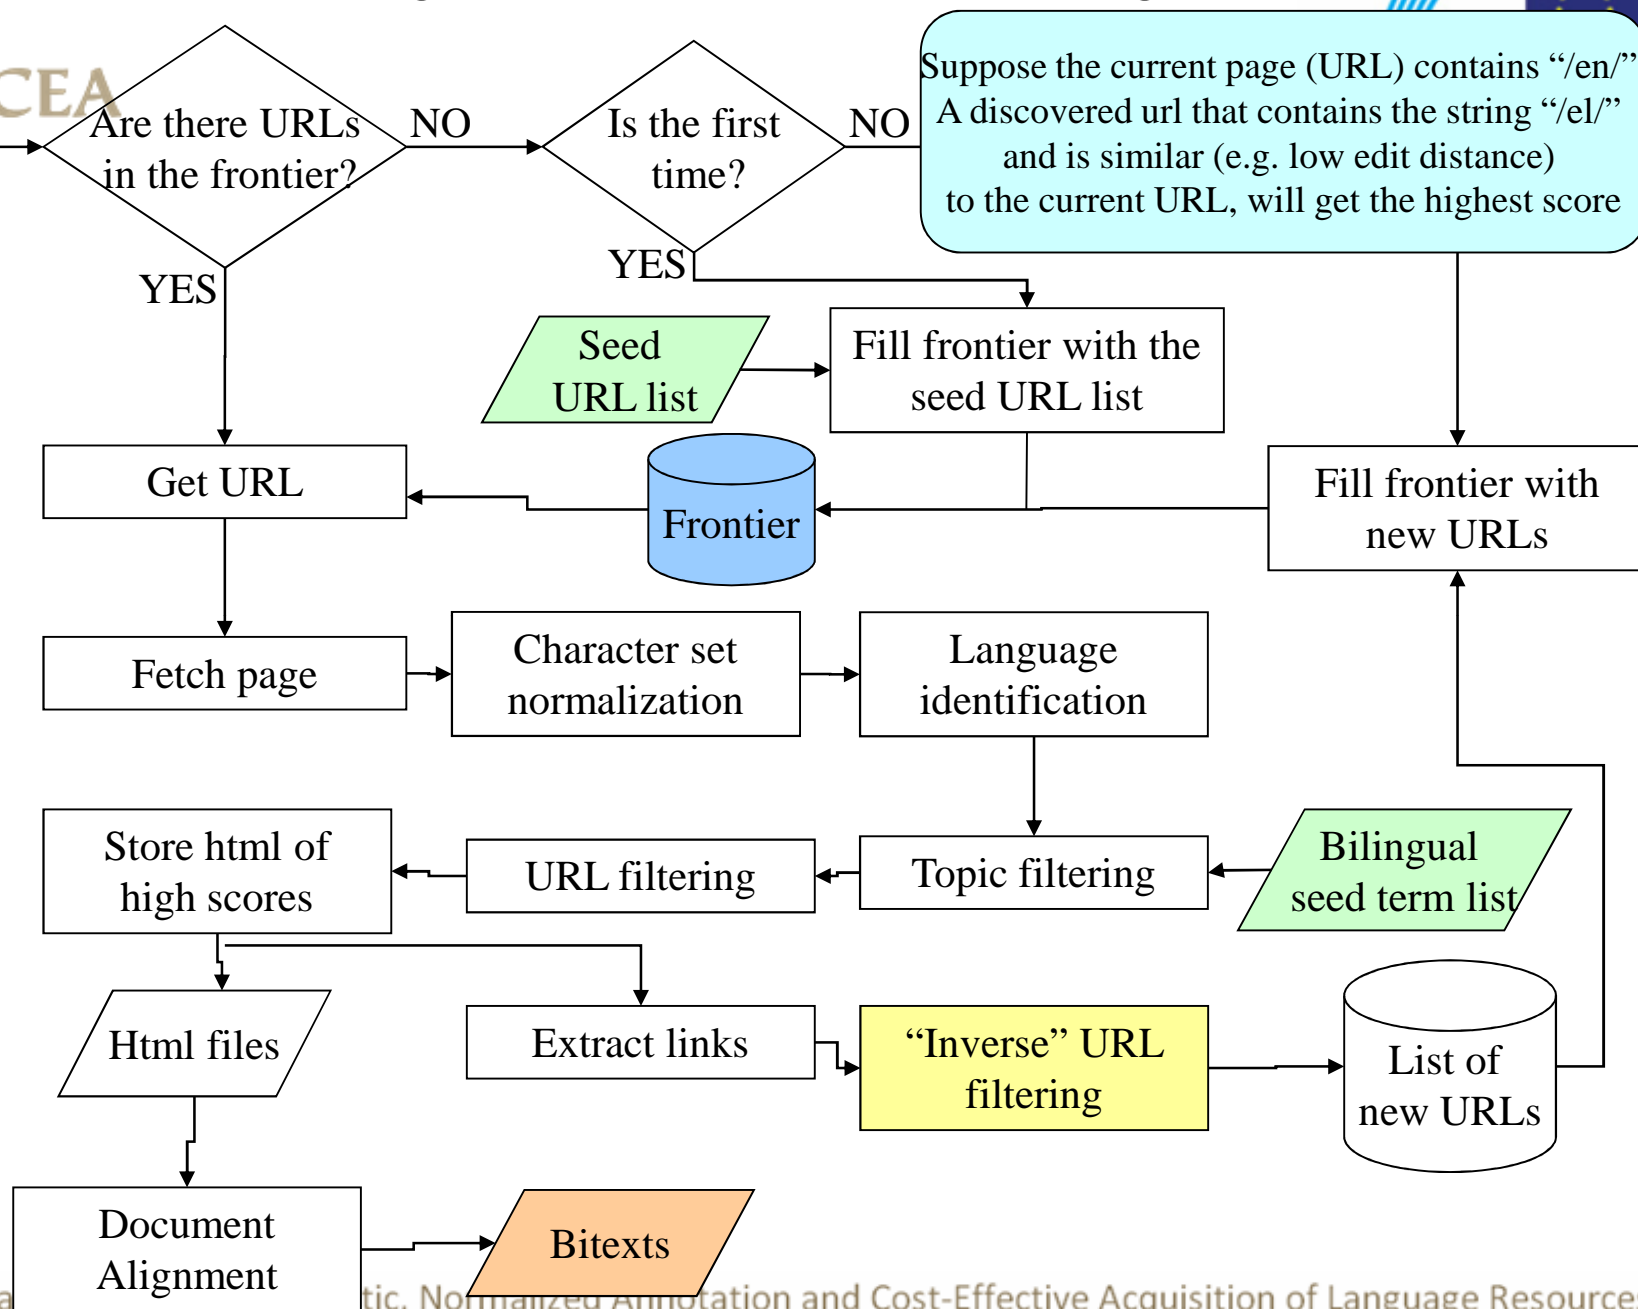 CEA
Are there URLs
in the frontier?
NO
Is the first
time?
NO
Suppose the current page (URL) contains “/en/”
A discovered url that contains the string “/el/”
and is similar (e.g. low edit distance)
to the current URL, will get the highest score
YES
YES
Seed
URL list
Fill frontier with the
seed URL list
Get URL
Frontier
Fill frontier with
new URLs
Fetch page
Character set
normalization
Language
identification
Store html of
high scores
URL filtering
Topic filtering
Bilingual
seed term list
Html files
Extract links
“Inverse” URL
filtering
List of
new URLs
Document
Alignment
Bitexts
tic, Normalized Annotation and Cost-Effective Acquisition of Language Resources